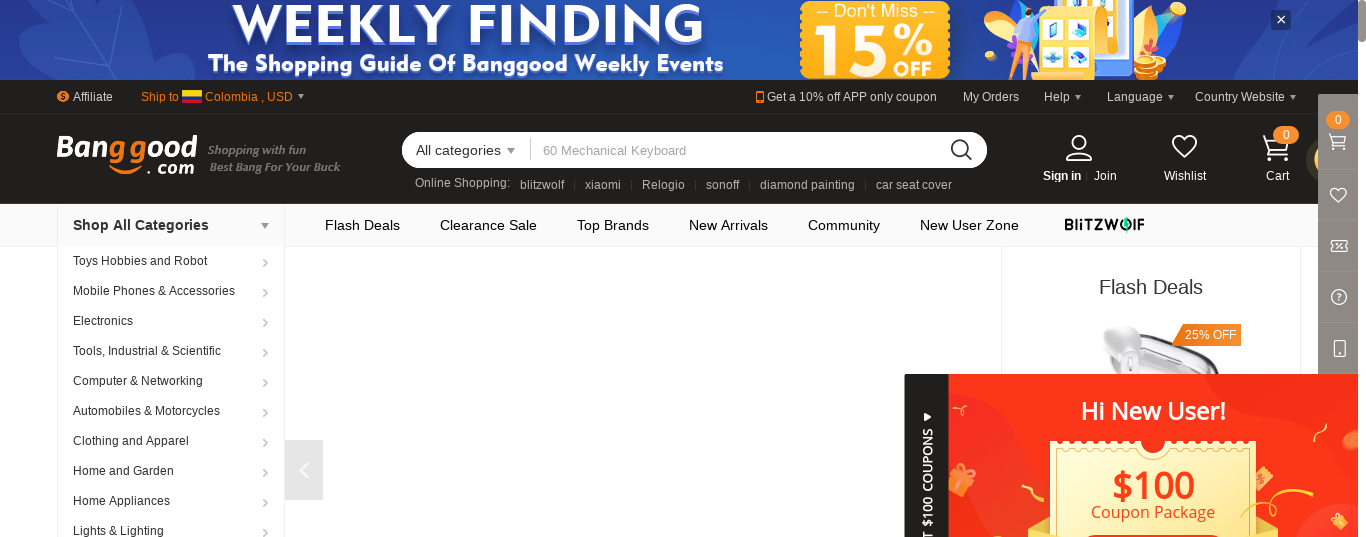 WEEKLY FINDING
The Shopping Guide Of Banggood Weekly Events
-- Don't Miss --
15% OFF
Affiliate
Ship to Colombia , USD
Get a 10% off APP only coupon
My Orders
Help
Language
Country Website
Banggood.com
Shopping with fun
Best Bang For Your Buck
All categories
60 Mechanical Keyboard
Online Shopping:
blitzwolf
xiaomi
Relogio
sonoff
diamond painting
car seat cover
Sign in
Join
Wishlist
0
Cart
0
Shop All Categories
Flash Deals
Clearance Sale
Top Brands
New Arrivals
Community
New User Zone
BLITZWOLF
Toys Hobbies and Robot
Mobile Phones & Accessories
Electronics
Tools, Industrial & Scientific
Computer & Networking
Automobiles & Motorcycles
Clothing and Apparel
Home and Garden
Home Appliances
Lights & Lighting
Flash Deals
25% OFF
$100 COUPONS
Hi New User!
$100
Coupon Package